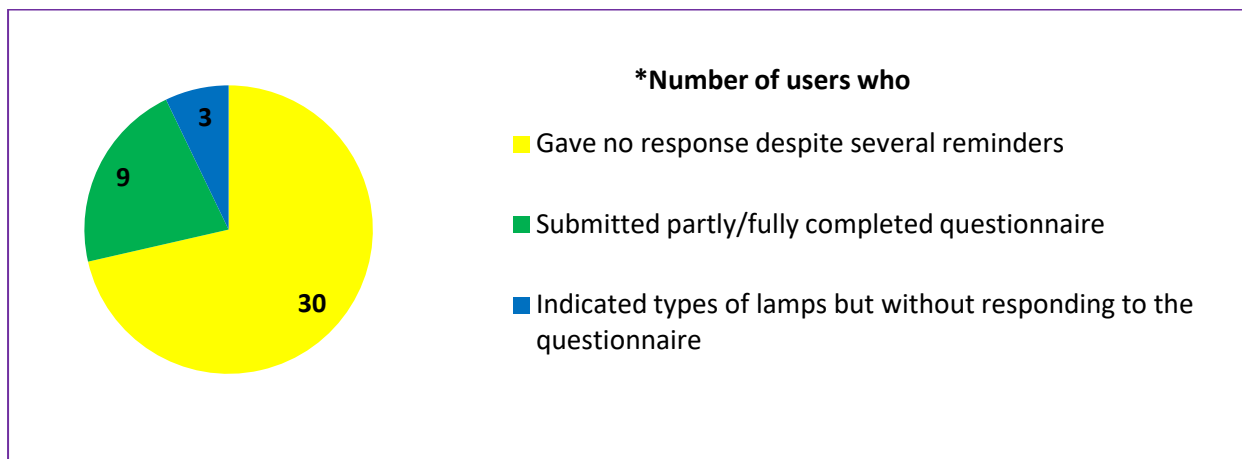 *Number of users who
3
Gave no response despite several reminders
9
Submitted partly/fully completed questionnaire
30
Indicated types of lamps but without responding to the
questionnaire